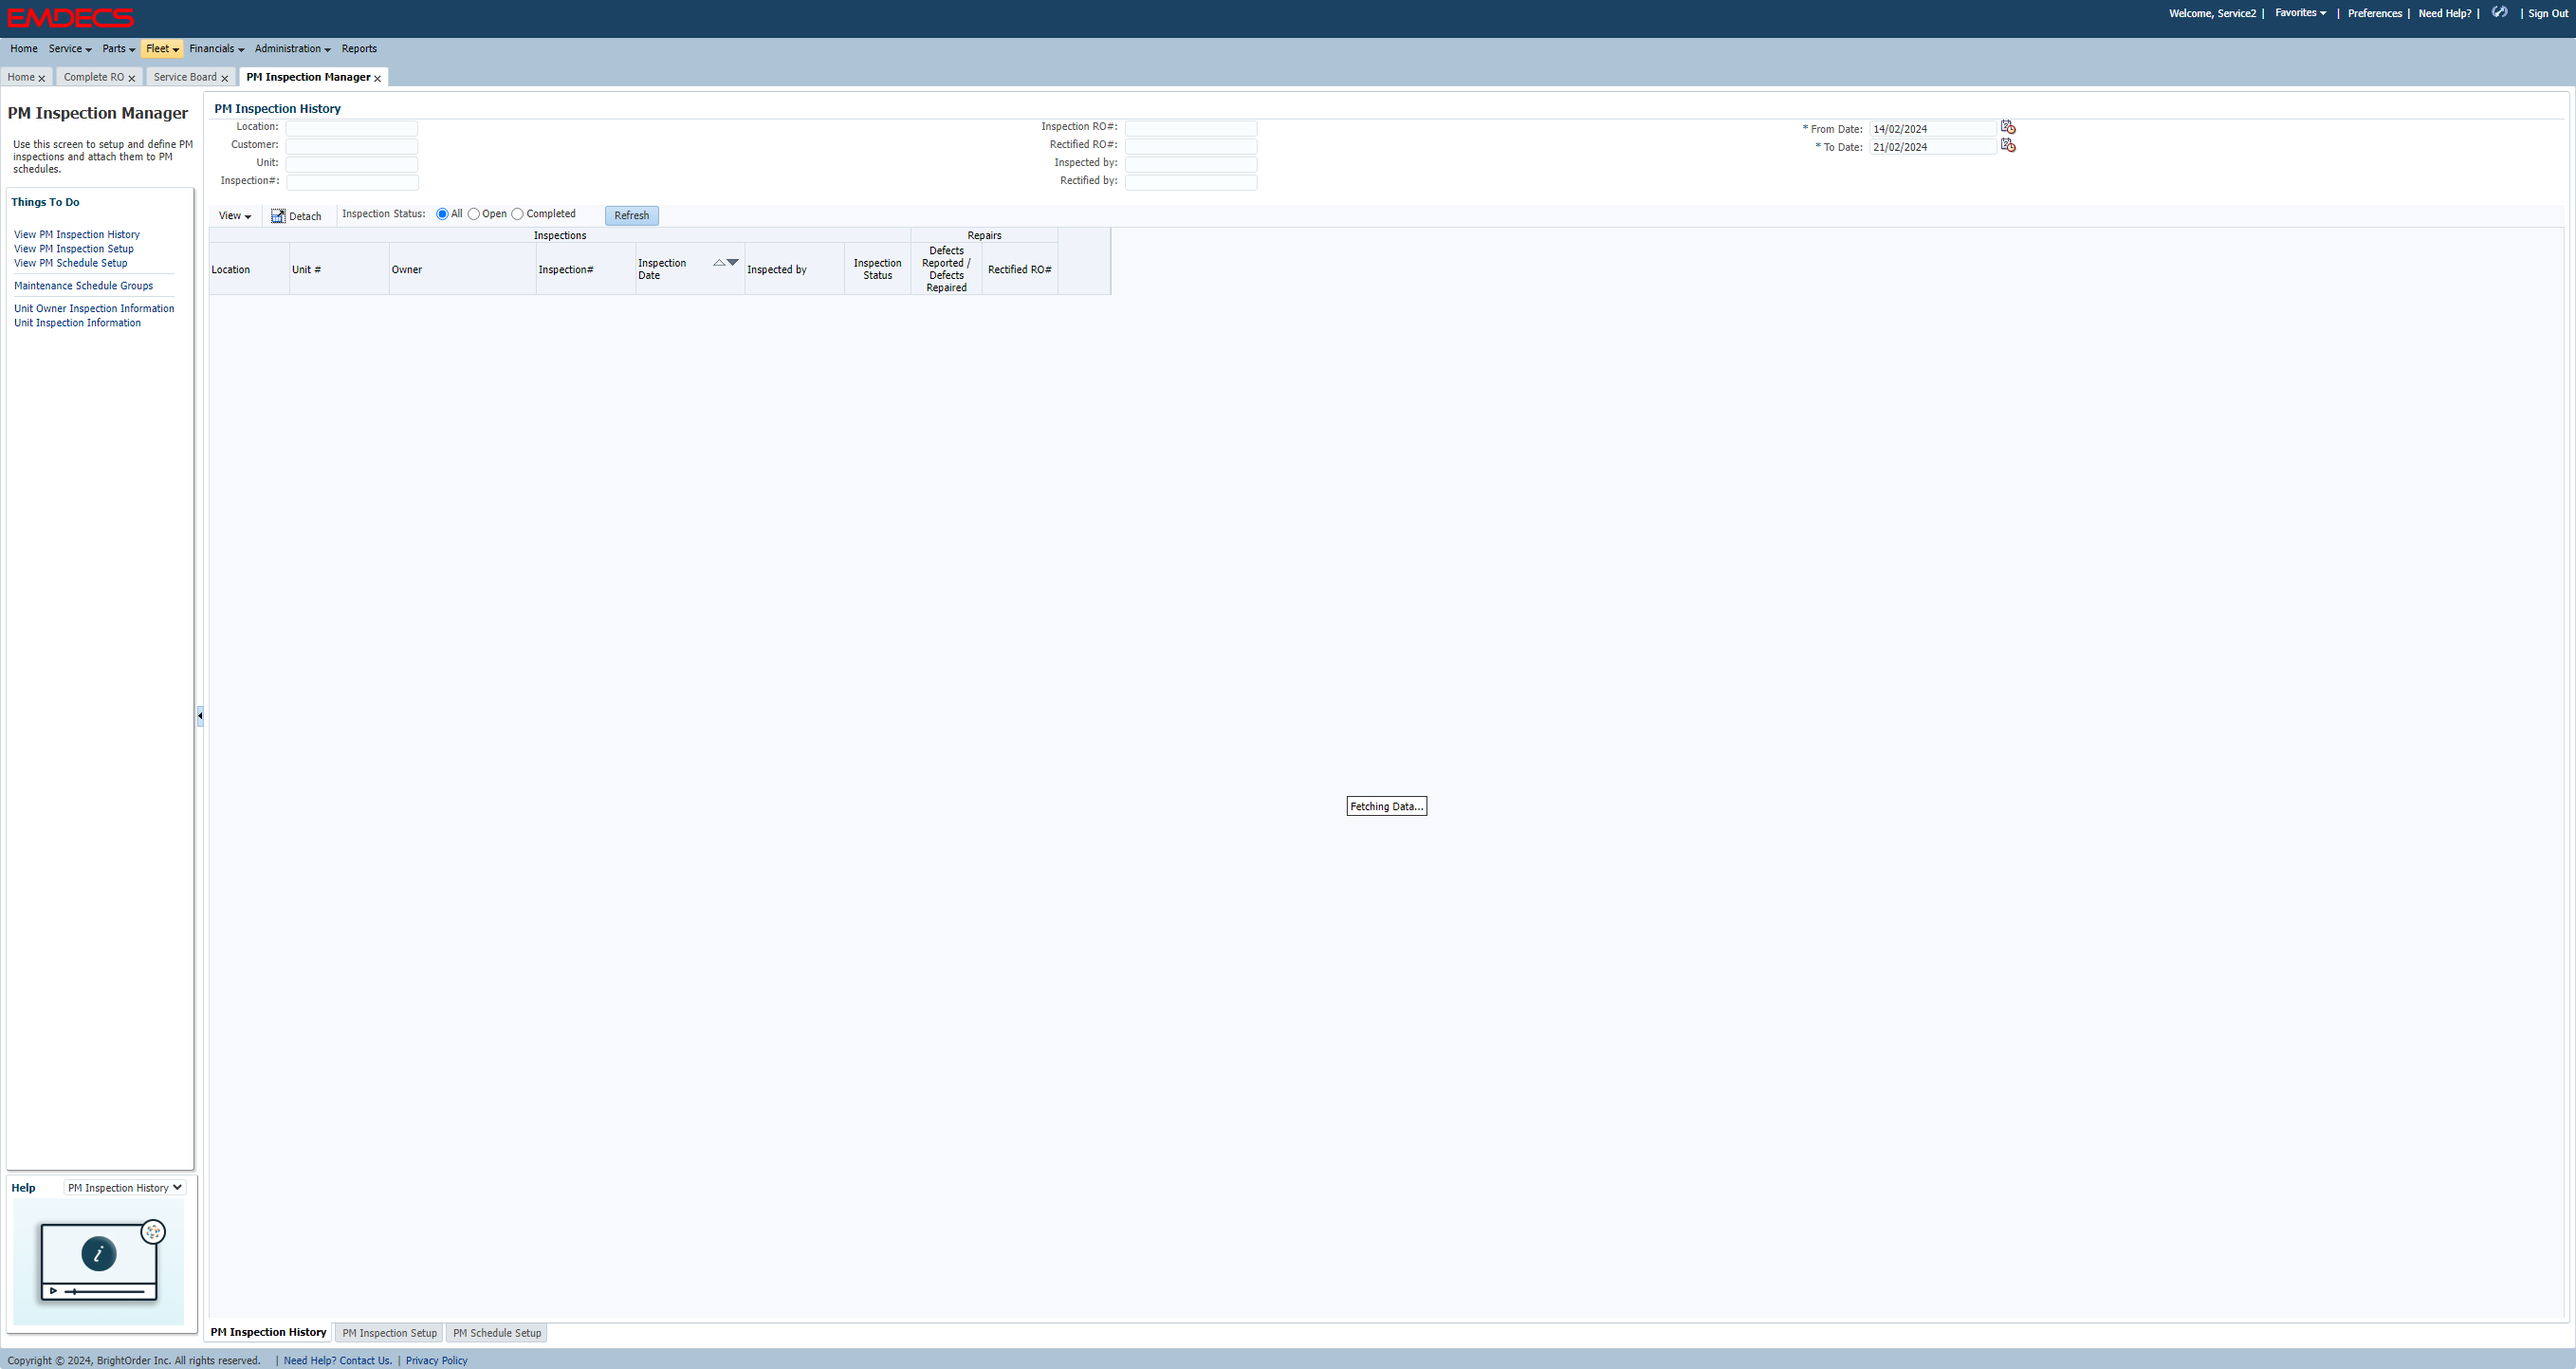 EMDECS
Welcome, Service2 | Favorites | Preferences | Need Help? | | Sign Out
Home Service Parts Fleet Financials Administration Reports
Home Complete RO Service Board PM Inspection Manager
PM Inspection Manager
Use this screen to setup and define PM
inspections and attach them to PM
schedules.
Things To Do
View PM Inspection History
View PM Inspection Setup
View PM Schedule Setup
Maintenance Schedule Groups
Unit Owner Inspection Information
Unit Inspection Information
PM Inspection History
Location: Inspection RO#: * From Date: 14/02/2024
Customer: Rectified RO#: * To Date: 21/02/2024
Unit: Inspected by:
Inspection#: Rectified by:
View Detach Inspection Status: All Open Completed Refresh
Inspections Repairs
Location Unit # Owner Inspection# Inspection Date Inspected by Inspection Status Defects Reported / Defects Repaired Rectified RO#
Fetching Data...
Help PM Inspection History
i
PM Inspection History PM Inspection Setup PM Schedule Setup
Copyright © 2024, BrightOrder Inc. All rights reserved. | Need Help? Contact Us. | Privacy Policy